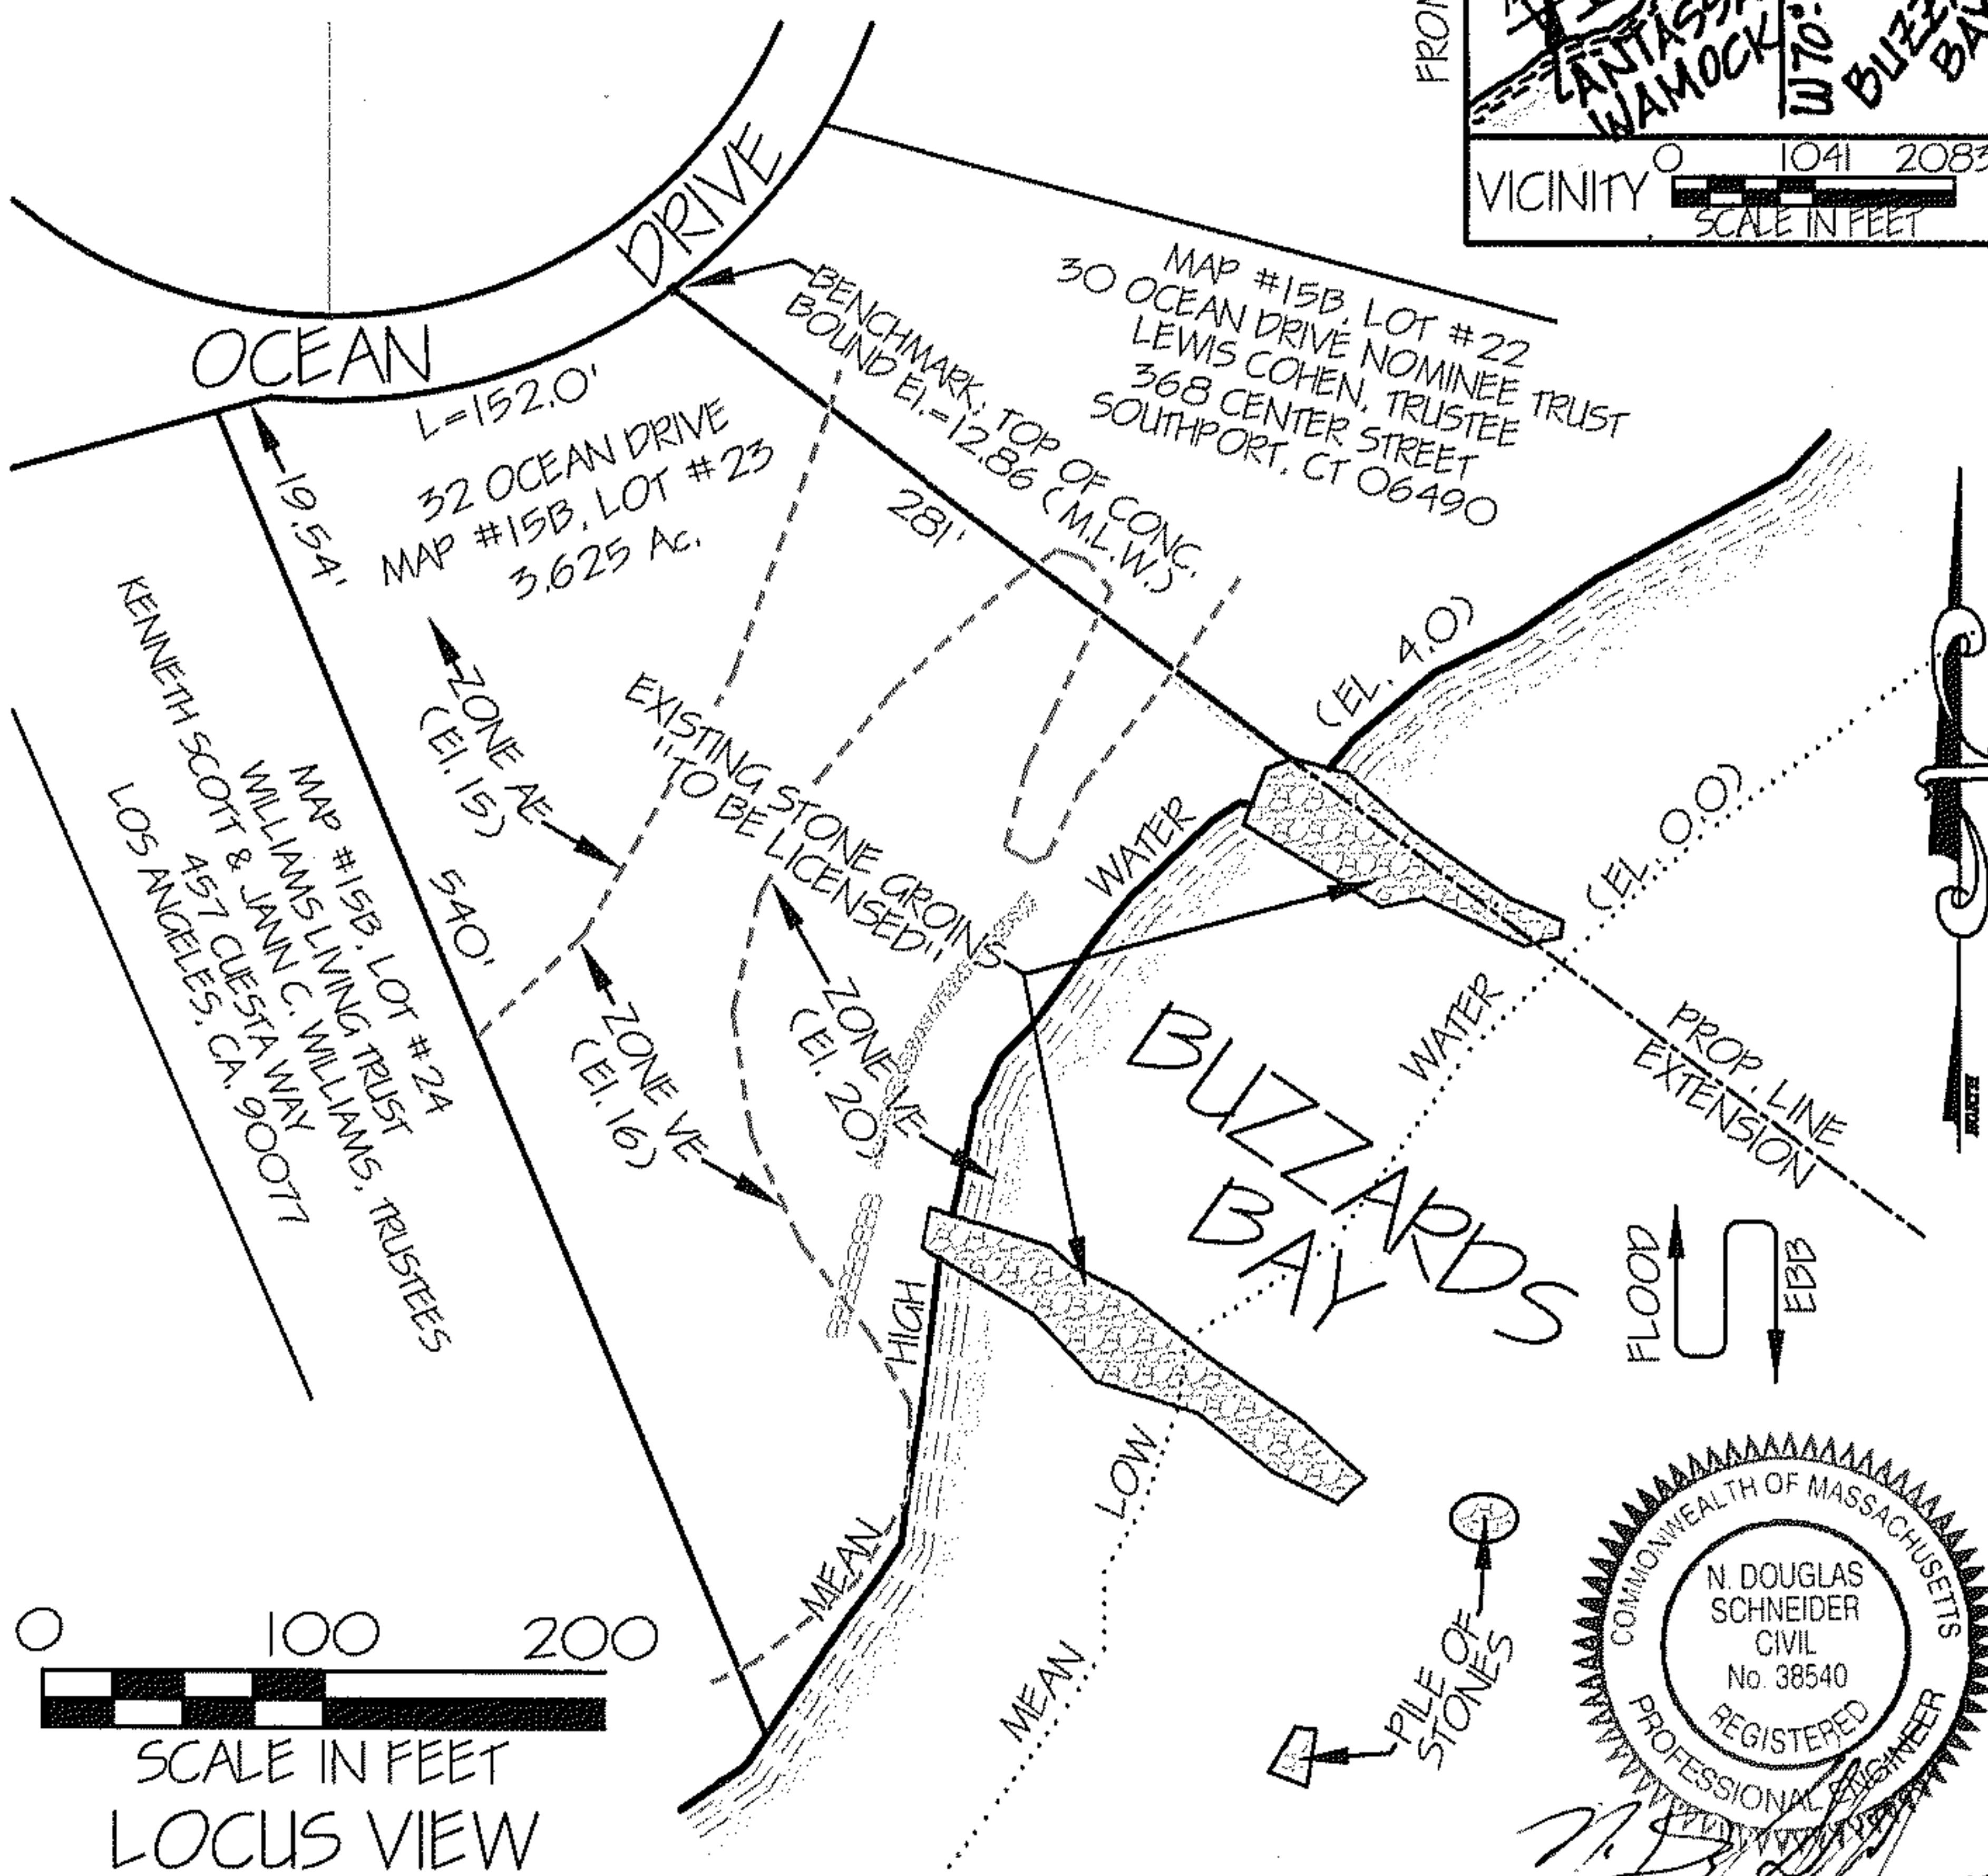 FRON
LANTASSA
WAMOCK
W 70°
BUZZ
BAY
VICINITY
0 1041 2083
SCALE IN FEET
OCEAN DRIVE
L=152.0'
32 OCEAN DRIVE
MAP #15B, LOT #23
3.625 Ac.
19.54'
BENCHMARK, TOP OF CONC.
BOUND El.=12.86 (M.L.W.)
281'
MAP #15B, LOT #22
30 OCEAN DRIVE NOMINEE TRUST
LEWIS COHEN, TRUSTEE
368 CENTER STREET
SOUTHPORT, CT 06490
MAP #15B, LOT #24
WILLIAMS LIVING TRUST
KENNETH SCOTT & JANN C. WILLIAMS, TRUSTEES
457 CUESTA WAY
LOS ANGELES, CA. 90077
540'
ZONE AE
(El. 15)
ZONE VE
(El. 16)
ZONE VE
(El. 20)
EXISTING STONE GROINS
"TO BE LICENSED"
MEAN HIGH WATER (EL. 4.0)
MEAN LOW WATER (EL. 0.0)
BUZZARDS
BAY
PROP. LINE
EXTENSION
FLOOD
EBB
PILE OF
STONES
0 100 200
SCALE IN FEET
LOCUS VIEW
COMMONWEALTH OF MASSACHUSETTS
N. DOUGLAS
SCHNEIDER
CIVIL
No. 38540
REGISTERED
PROFESSIONAL ENGINEER